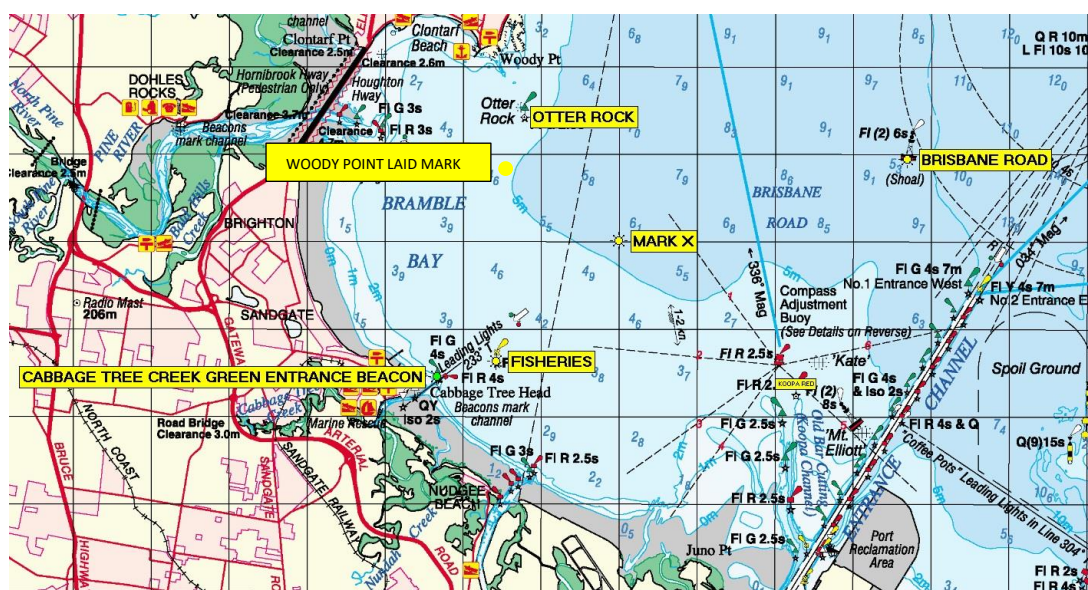 channel
Clontarf Pt
Clearance 2.5m
Clontarf
Beach
Clearance 2.6m
Woody Pt
Q R 10m
L Fl 10s 10
DOHLES
ROCKS
Hornibrook Hwy
(Pedestrian Only)
Houghton
Hwy
Otter
Rock
OTTER ROCK
North Pine
River
PINE
RIVER
Beacons
mark channel
Fl G 3s
Fl R 3s
Clearance
Fl (2) 6s
BRISBANE ROAD
(Shoal)
Bridge
Clearance 2.5m
WOODY POINT LAID MARK
Bald Hills
Creek
BRIGHTON
BRAMBLE
BAY
BRISBANE
ROAD
MARK X
336° Mag
034° Mag
Fl G 4s 7m
No.1 Entrance West
Fl Y 4s 7m
No.2 Entrance E
Radio Mast
206m
SANDGATE
GATEWAY
Compass
Adjustment
Buoy
(See Details on Reverse)
1-2 kn.
Fl G
4s
Leading Lights
233°
FISHERIES
Fl R 2.5s
'Kate'
Spoil Ground
CHANNEL
CABBAGE TREE CREEK GREEN ENTRANCE BEACON
Fl R 4s
Cabbage Tree Head
Beacons mark
channel
Cabbage Tree
Creek
QY
Iso 2s
Marine Rescue
Fl R 2.
KOOPA RED
Fl (2)
8s
Fl G 4s
& Iso 2s
Road Bridge
Clearance 3.0m
ARTERIAL
ROAD
Fl G 2.5s
'Mt.
Elliott'
Fl R 4s & Q
Q(9)15s
BRUCE
HIGHWAY
NORTH
COAST
SANDGATE
SANDGATE RAILWAY
Fl G 3s
Fl R 2.5s
Fl G 2.5s
Old Bar Cutting
(Koopa Channel)
"Coffee Pots" Leading Lights in Line 304°
NUDGEE
BEACH
Nundah
Creek
Fl R 2.5s
ENTRANCE
Juno Pt
Fl G 2.5s
Port
Reclamation
Area
Fl R 2s
Fl R 4s